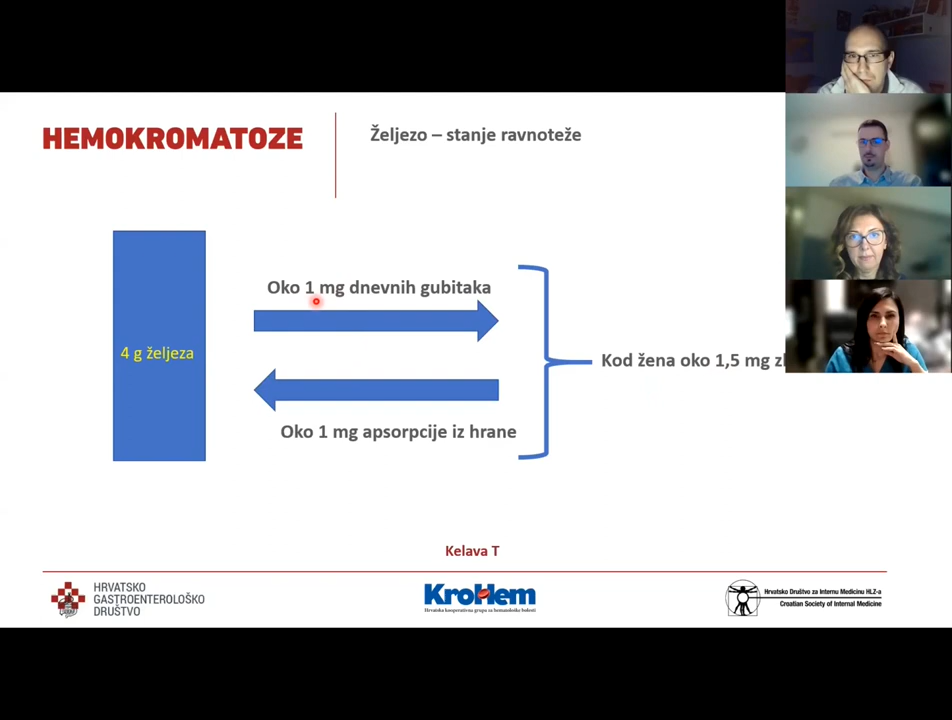 HEMOKROMATOZE
Željezo – stanje ravnoteže
Oko 1 mg dnevnih gubitaka
4 g željeza
Kod žena oko 1,5 mg
Oko 1 mg apsorpcije iz hrane
Kelava T
HRVATSKO
GASTROENTEROLOŠKO
DRUŠTVO
KroHem
Hrvatska kooperativna grupa za hematološke bolesti
Hrvatsko Društvo za Internu Medicinu HLZ-a
Croatian Society of Internal Medicine